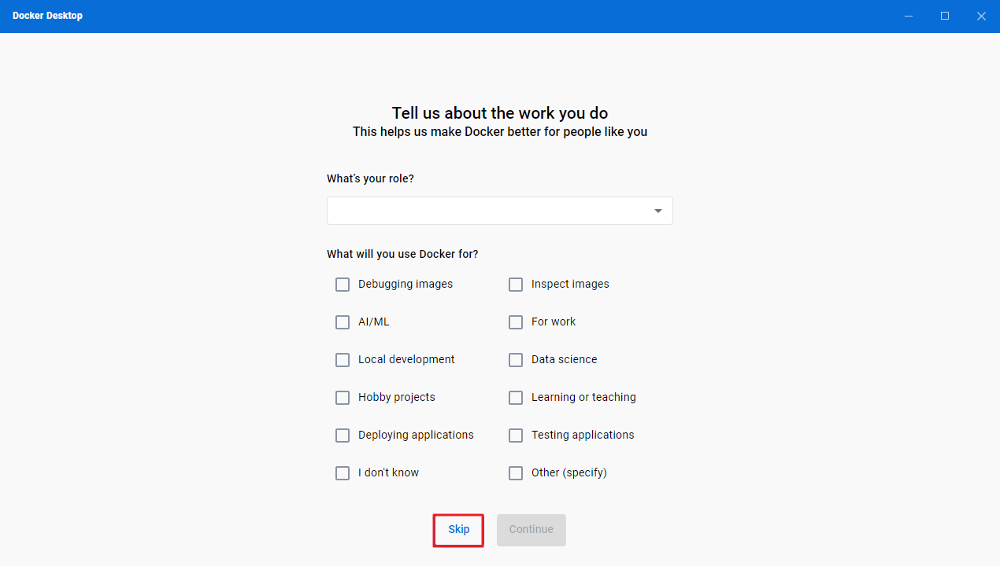 Docker Desktop
Tell us about the work you do
This helps us make Docker better for people like you
What's your role?
What will you use Docker for?
Debugging images
Inspect images
AI/ML
For work
Local development
Data science
Hobby projects
Learning or teaching
Deploying applications
Testing applications
I don't know
Other (specify)
Skip
Continue